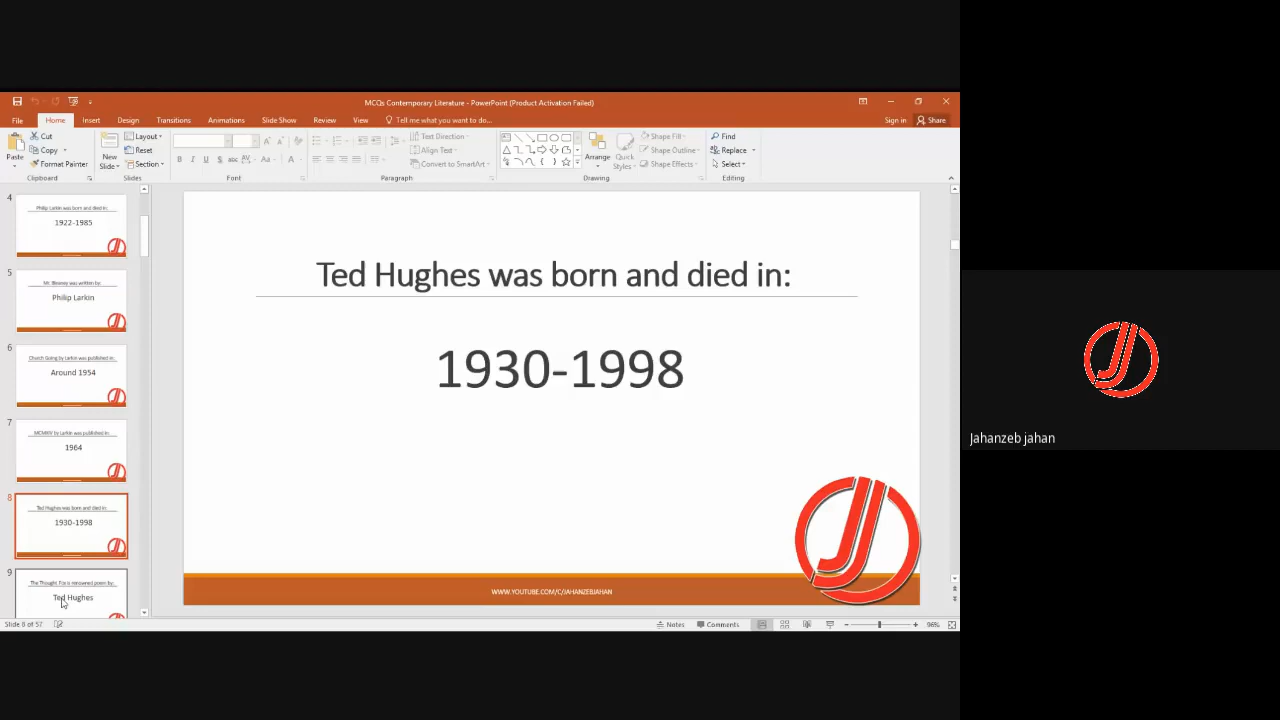 MCQs Contemporary Literature - PowerPoint (Product Activation Failed)
File Home Insert Design Transitions Animations Slide Show Review View Tell me what you want to do... Sign in Share
Paste Cut Copy Format Painter
New Slide Layout Reset Section
Text Direction Align Text Convert to SmartArt
Arrange Quick Styles Shape Fill Shape Outline Shape Effects
Find Replace Select
Clipboard Slides Font Paragraph Drawing Editing
4
Philip Larkin was born and died in:
1922-1985
5
Mr. Bleaney was written by:
Philip Larkin
6
Church Going by Larkin was published in:
Around 1954
7
MCMXIV by Larkin was published in:
1964
8
Ted Hughes was born and died in:
1930-1998
9
The Thought Fox is renowned poem by:
Ted Hughes
Ted Hughes was born and died in:
1930-1998
WWW.YOUTUBE.COM/C/JAHANZEBJAHAN
Slide 8 of 57 Notes Comments 96%
Jahanzeb jahan